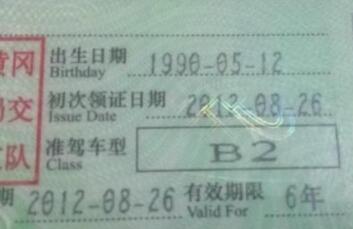 出生日期 1990-05-12
Birthday
黄冈
初次领证日期 2012-08-26
Issue Date
交
准驾车型 B2
Class
队
期 2012-08-26 有效期限 6年
Valid For